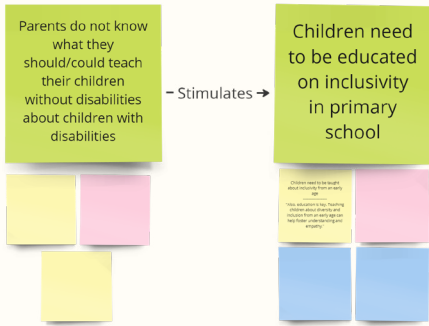 Parents do not know
what they
should/could teach
their children
without disabilities
about children with
disabilities
Stimulates
Children need
to be educated
on inclusivity
in primary
school
Children need to be taught
about inclusivity from an early
age
education is key. Teaching
children about diversity and
inclusion from an early age can
help foster understanding and
empathy."